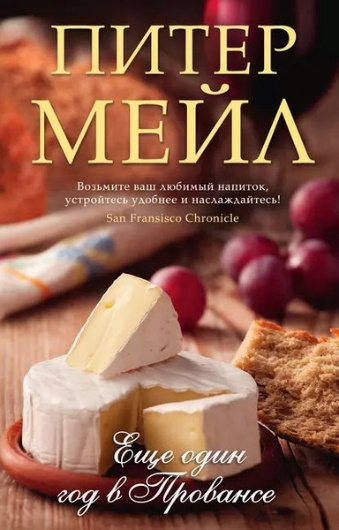 ПИТЕР
МЕЙЛ
Возьмите ваш любимый напиток,
устройтесь удобнее и наслаждайтесь!
San Fransisco Chronicle
Еще один
год в Провансе